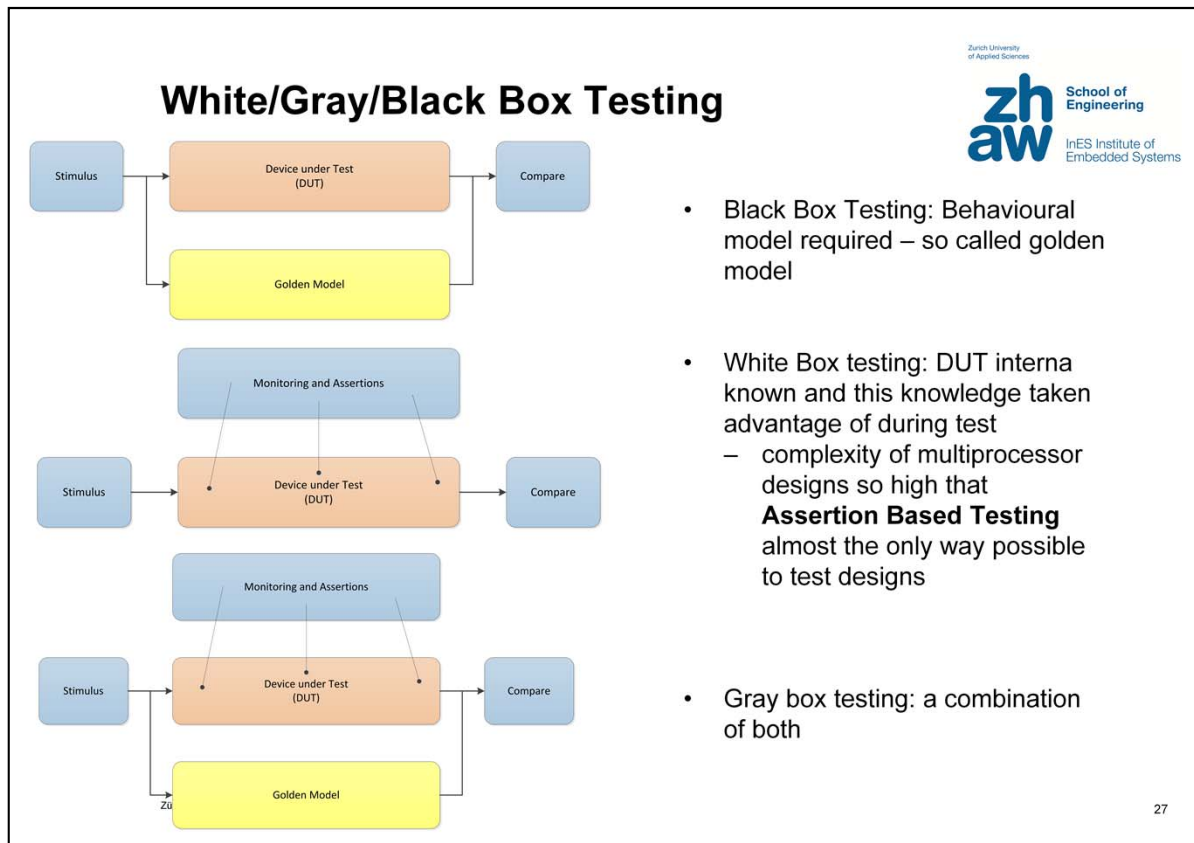 Zurich University
of Applied Sciences
zh
aw
School of
Engineering
InES Institute of
Embedded Systems
White/Gray/Black Box Testing
Stimulus
Device under Test
(DUT)
Compare
Golden Model
Monitoring and Assertions
Stimulus
Device under Test
(DUT)
Compare
Monitoring and Assertions
Stimulus
Device under Test
(DUT)
Compare
Golden Model
Zü
• Black Box Testing: Behavioural
model required – so called golden
model
• White Box testing: DUT interna
known and this knowledge taken
advantage of during test
– complexity of multiprocessor
designs so high that
Assertion Based Testing
almost the only way possible
to test designs
• Gray box testing: a combination
of both
27